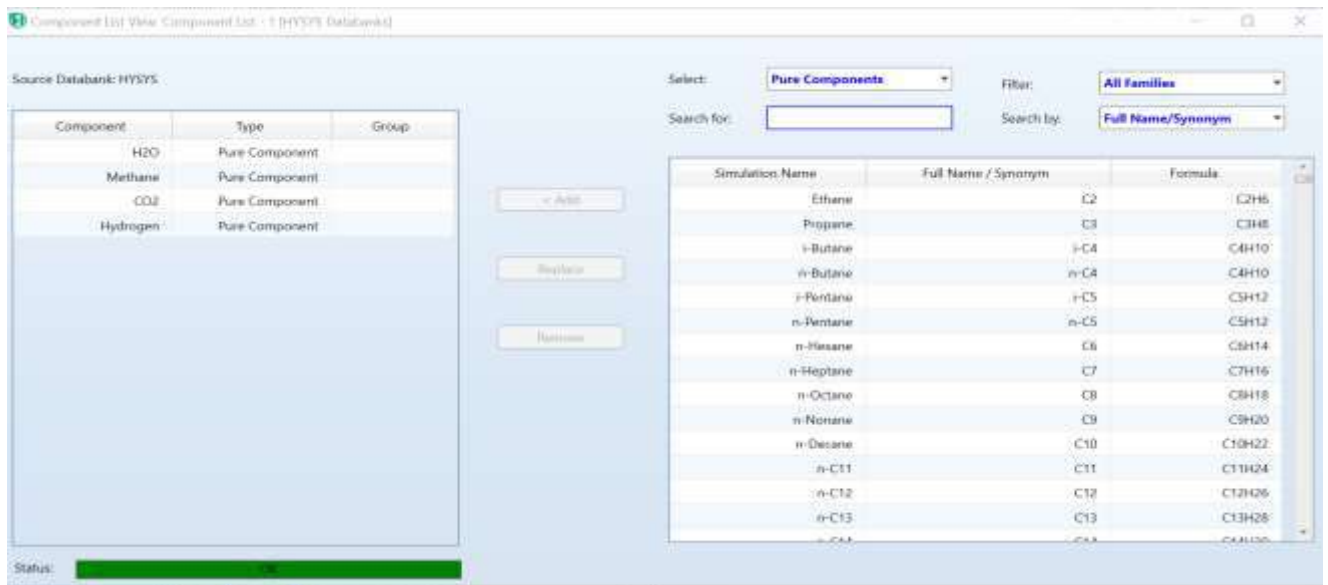 Component List View: Component List - 1 [HYSYS Databanks]
Source Databank: HYSYS
Select: Pure Components Filter: All Families
Search for: Search by: Full Name/Synonym
Component Type Group
H2O Pure Component
Methane Pure Component
CO2 Pure Component
Hydrogen Pure Component
< Add
Replace
Remove
Simulation Name Full Name / Synonym Formula
Ethane C2 C2H6
Propane C3 C3H8
i-Butane i-C4 C4H10
n-Butane n-C4 C4H10
i-Pentane i-C5 C5H12
n-Pentane n-C5 C5H12
n-Hexane C6 C6H14
n-Heptane C7 C7H16
n-Octane C8 C8H18
n-Nonane C9 C9H20
n-Decane C10 C10H22
n-C11 C11 C11H24
n-C12 C12 C12H26
n-C13 C13 C13H28
n-C14 C14 C14H30
Status: OK